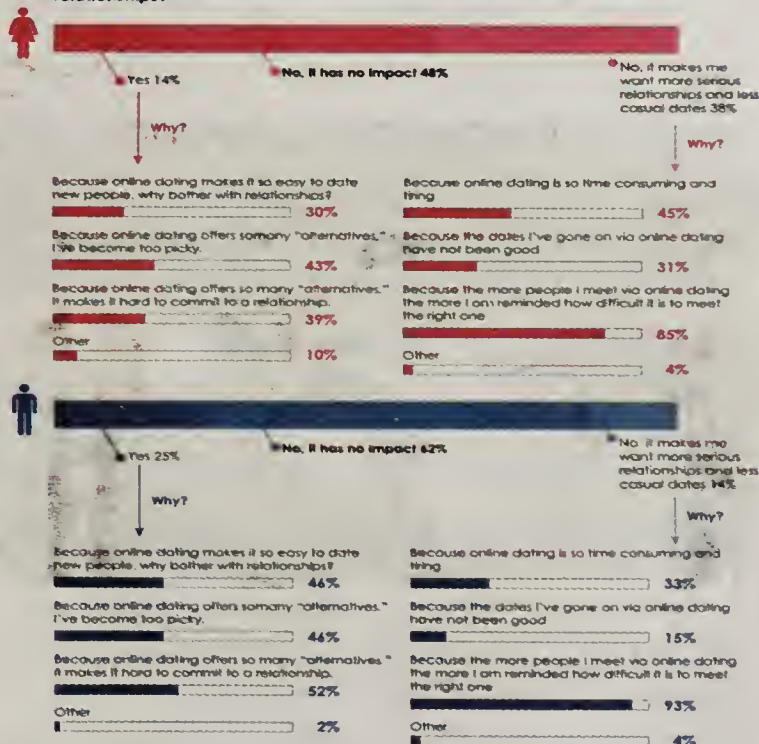 relationships?
Yes 14%
No, it has no impact 48%
No, it makes me
want more serious
relationships and less
casual dates 38%
Why?
Why?
Because online dating makes it so easy to date
new people, why bother with relationships?
30%
Because online dating offers somany "alternatives,"
I've become too picky.
43%
Because online dating offers so many "alternatives,"
it makes it hard to commit to a relationship.
39%
Other
10%
Because online dating is so time consuming and
tiring
45%
Because the dates I've gone on via online dating
have not been good
31%
Because the more people I meet via online dating
the more I am reminded how difficult it is to meet
the right one
85%
Other
4%
Yes 25%
No, it has no impact 62%
No, it makes me
want more serious
relationships and less
casual dates 14%
Why?
Why?
Because online dating makes it so easy to date
new people, why bother with relationships?
46%
Because online dating offers somany "alternatives,"
I've become too picky.
46%
Because online dating offers so many "alternatives,"
it makes it hard to commit to a relationship.
52%
Other
2%
Because online dating is so time consuming and
tiring
33%
Because the dates I've gone on via online dating
have not been good
15%
Because the more people I meet via online dating
the more I am reminded how difficult it is to meet
the right one
93%
Other
4%